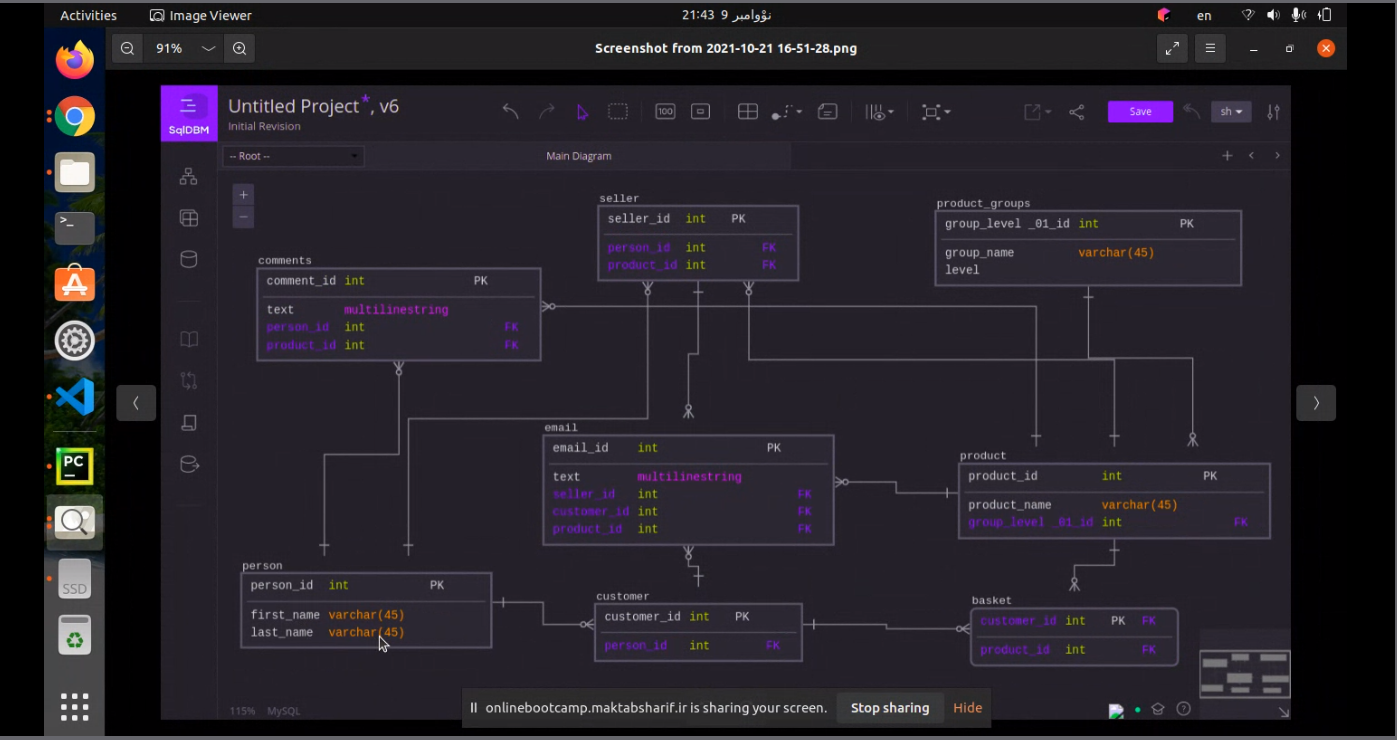 Activities
Image Viewer
نۆوامبر 9 21:43
en
91%
Screenshot from 2021-10-21 16-51-28.png
SqlDBM
Untitled Project*, v6
Initial Revision
100
Save
sh
-- Root --
Main Diagram
seller
seller_id int PK
person_id int FK
product_id int FK
product_groups
group_level _01_id int PK
group_name varchar(45)
level
comments
comment_id int PK
text multilinestring
person_id int FK
product_id int FK
email
email_id int PK
text multilinestring
seller_id int FK
customer_id int FK
product_id int FK
product
product_id int PK
product_name varchar(45)
group_level _01_id int FK
person
person_id int PK
first_name varchar(45)
last_name varchar(45)
customer
customer_id int PK
person_id int FK
basket
customer_id int PK FK
product_id int FK
PC
SSD
115% MySQL
onlinebootcamp.maktabsharif.ir is sharing your screen.
Stop sharing
Hide